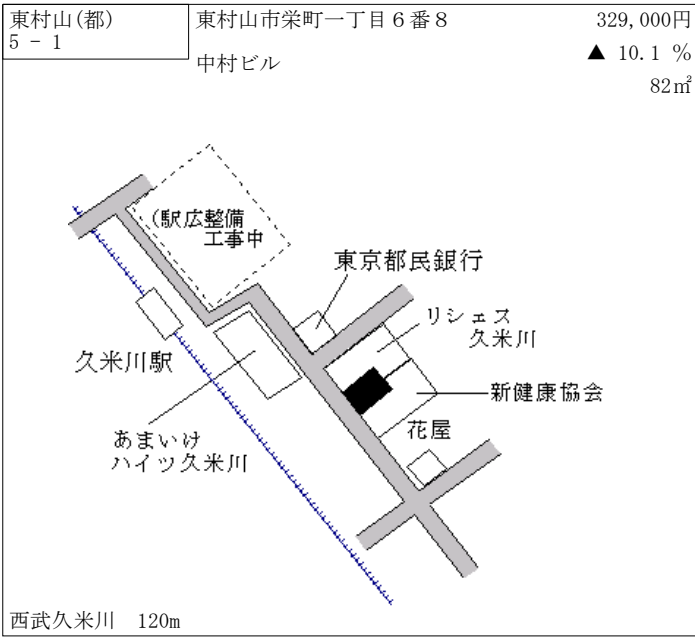 東村山(都)
5 - 1
東村山市栄町一丁目6番8
中村ビル
329,000円
▲ 10.1 %
82㎡
(駅広整備
工事中
東京都民銀行
リシェス
久米川
久米川駅
新健康協会
花屋
あまいけ
ハイツ久米川
西武久米川 120m